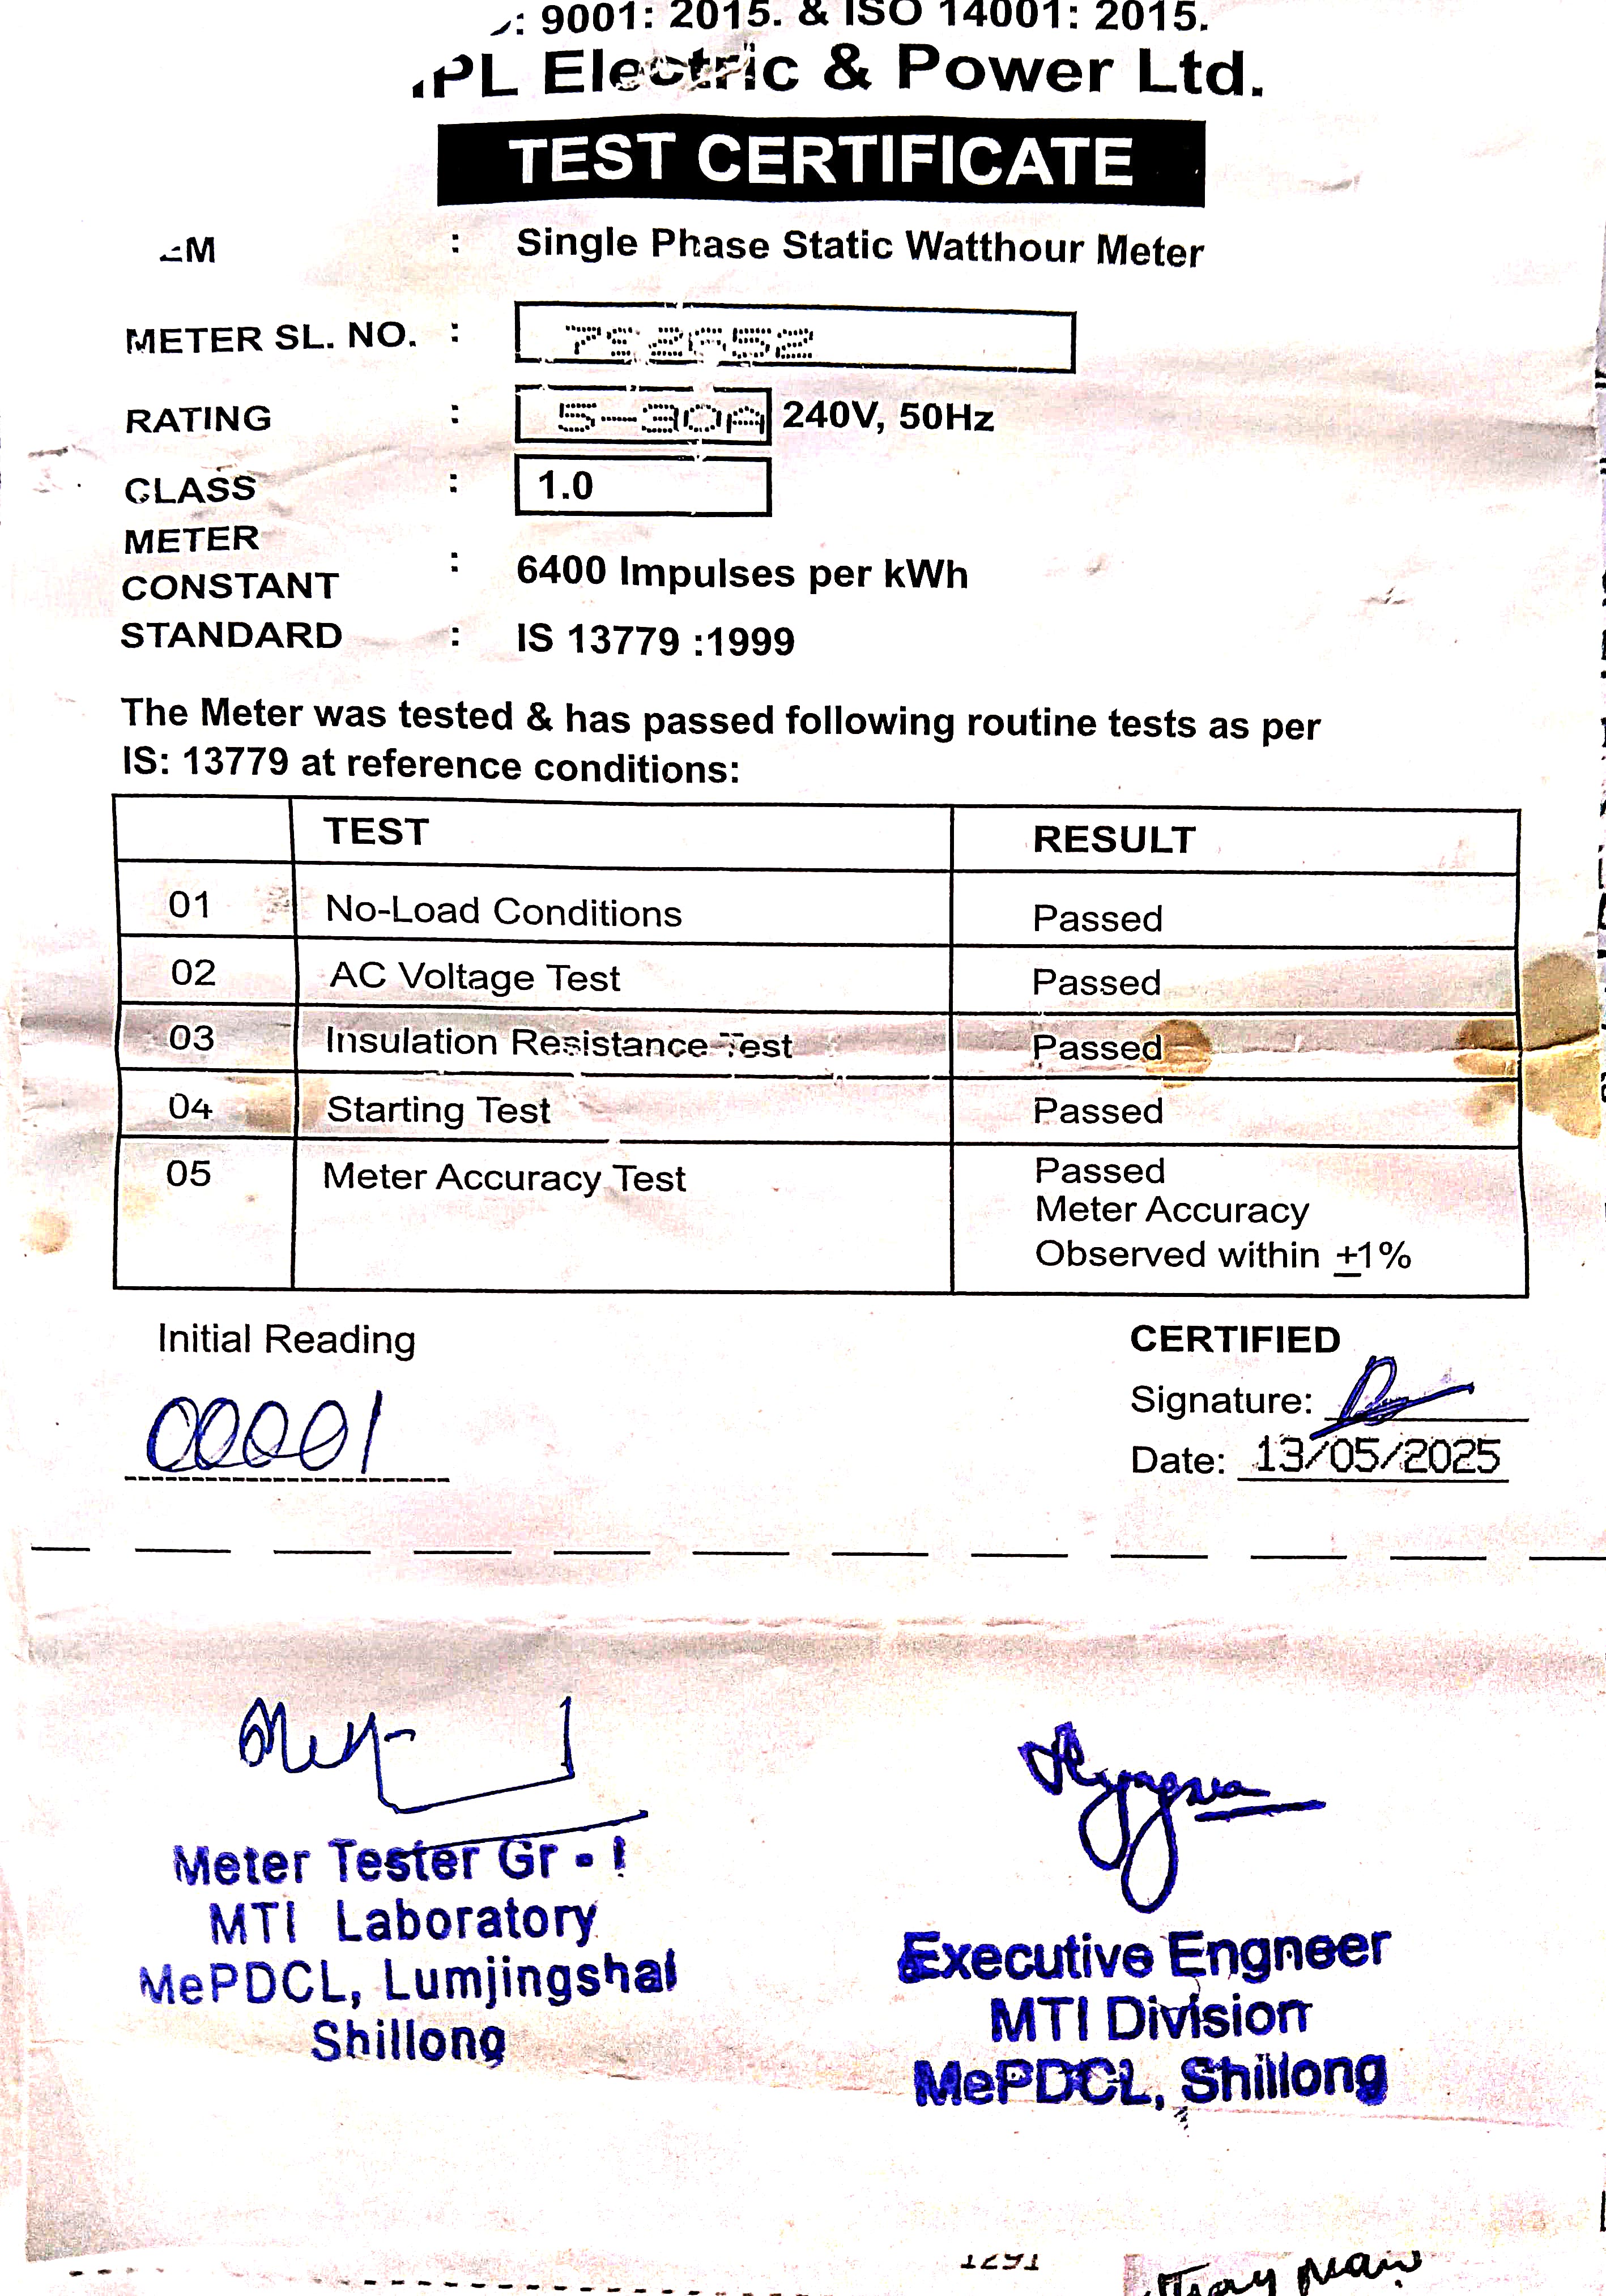 : 9001: 2015. & ISO 14001: 2015.
PL Electric & Power Ltd.
TEST CERTIFICATE
EM : Single Phase Static Watthour Meter
METER SL. NO. :
RATING : 5-30A 240V, 50Hz
CLASS : 1.0
METER
CONSTANT : 6400 Impulses per kWh
STANDARD : IS 13779 :1999
The Meter was tested & has passed following routine tests as per
IS: 13779 at reference conditions:
TEST RESULT
01 No-Load Conditions Passed
02 AC Voltage Test Passed
03 Insulation Resistance Test Passed
04 Starting Test Passed
05 Meter Accuracy Test Passed
Meter Accuracy
Observed within ±1%
Initial Reading
00001
CERTIFIED
Signature:
Date: 13/05/2025
Meter Tester Gr - I
MTI Laboratory
MePDCL, Lumjingshai
Shillong
Executive Engneer
MTI Division
MePDCL, Shillong
1291